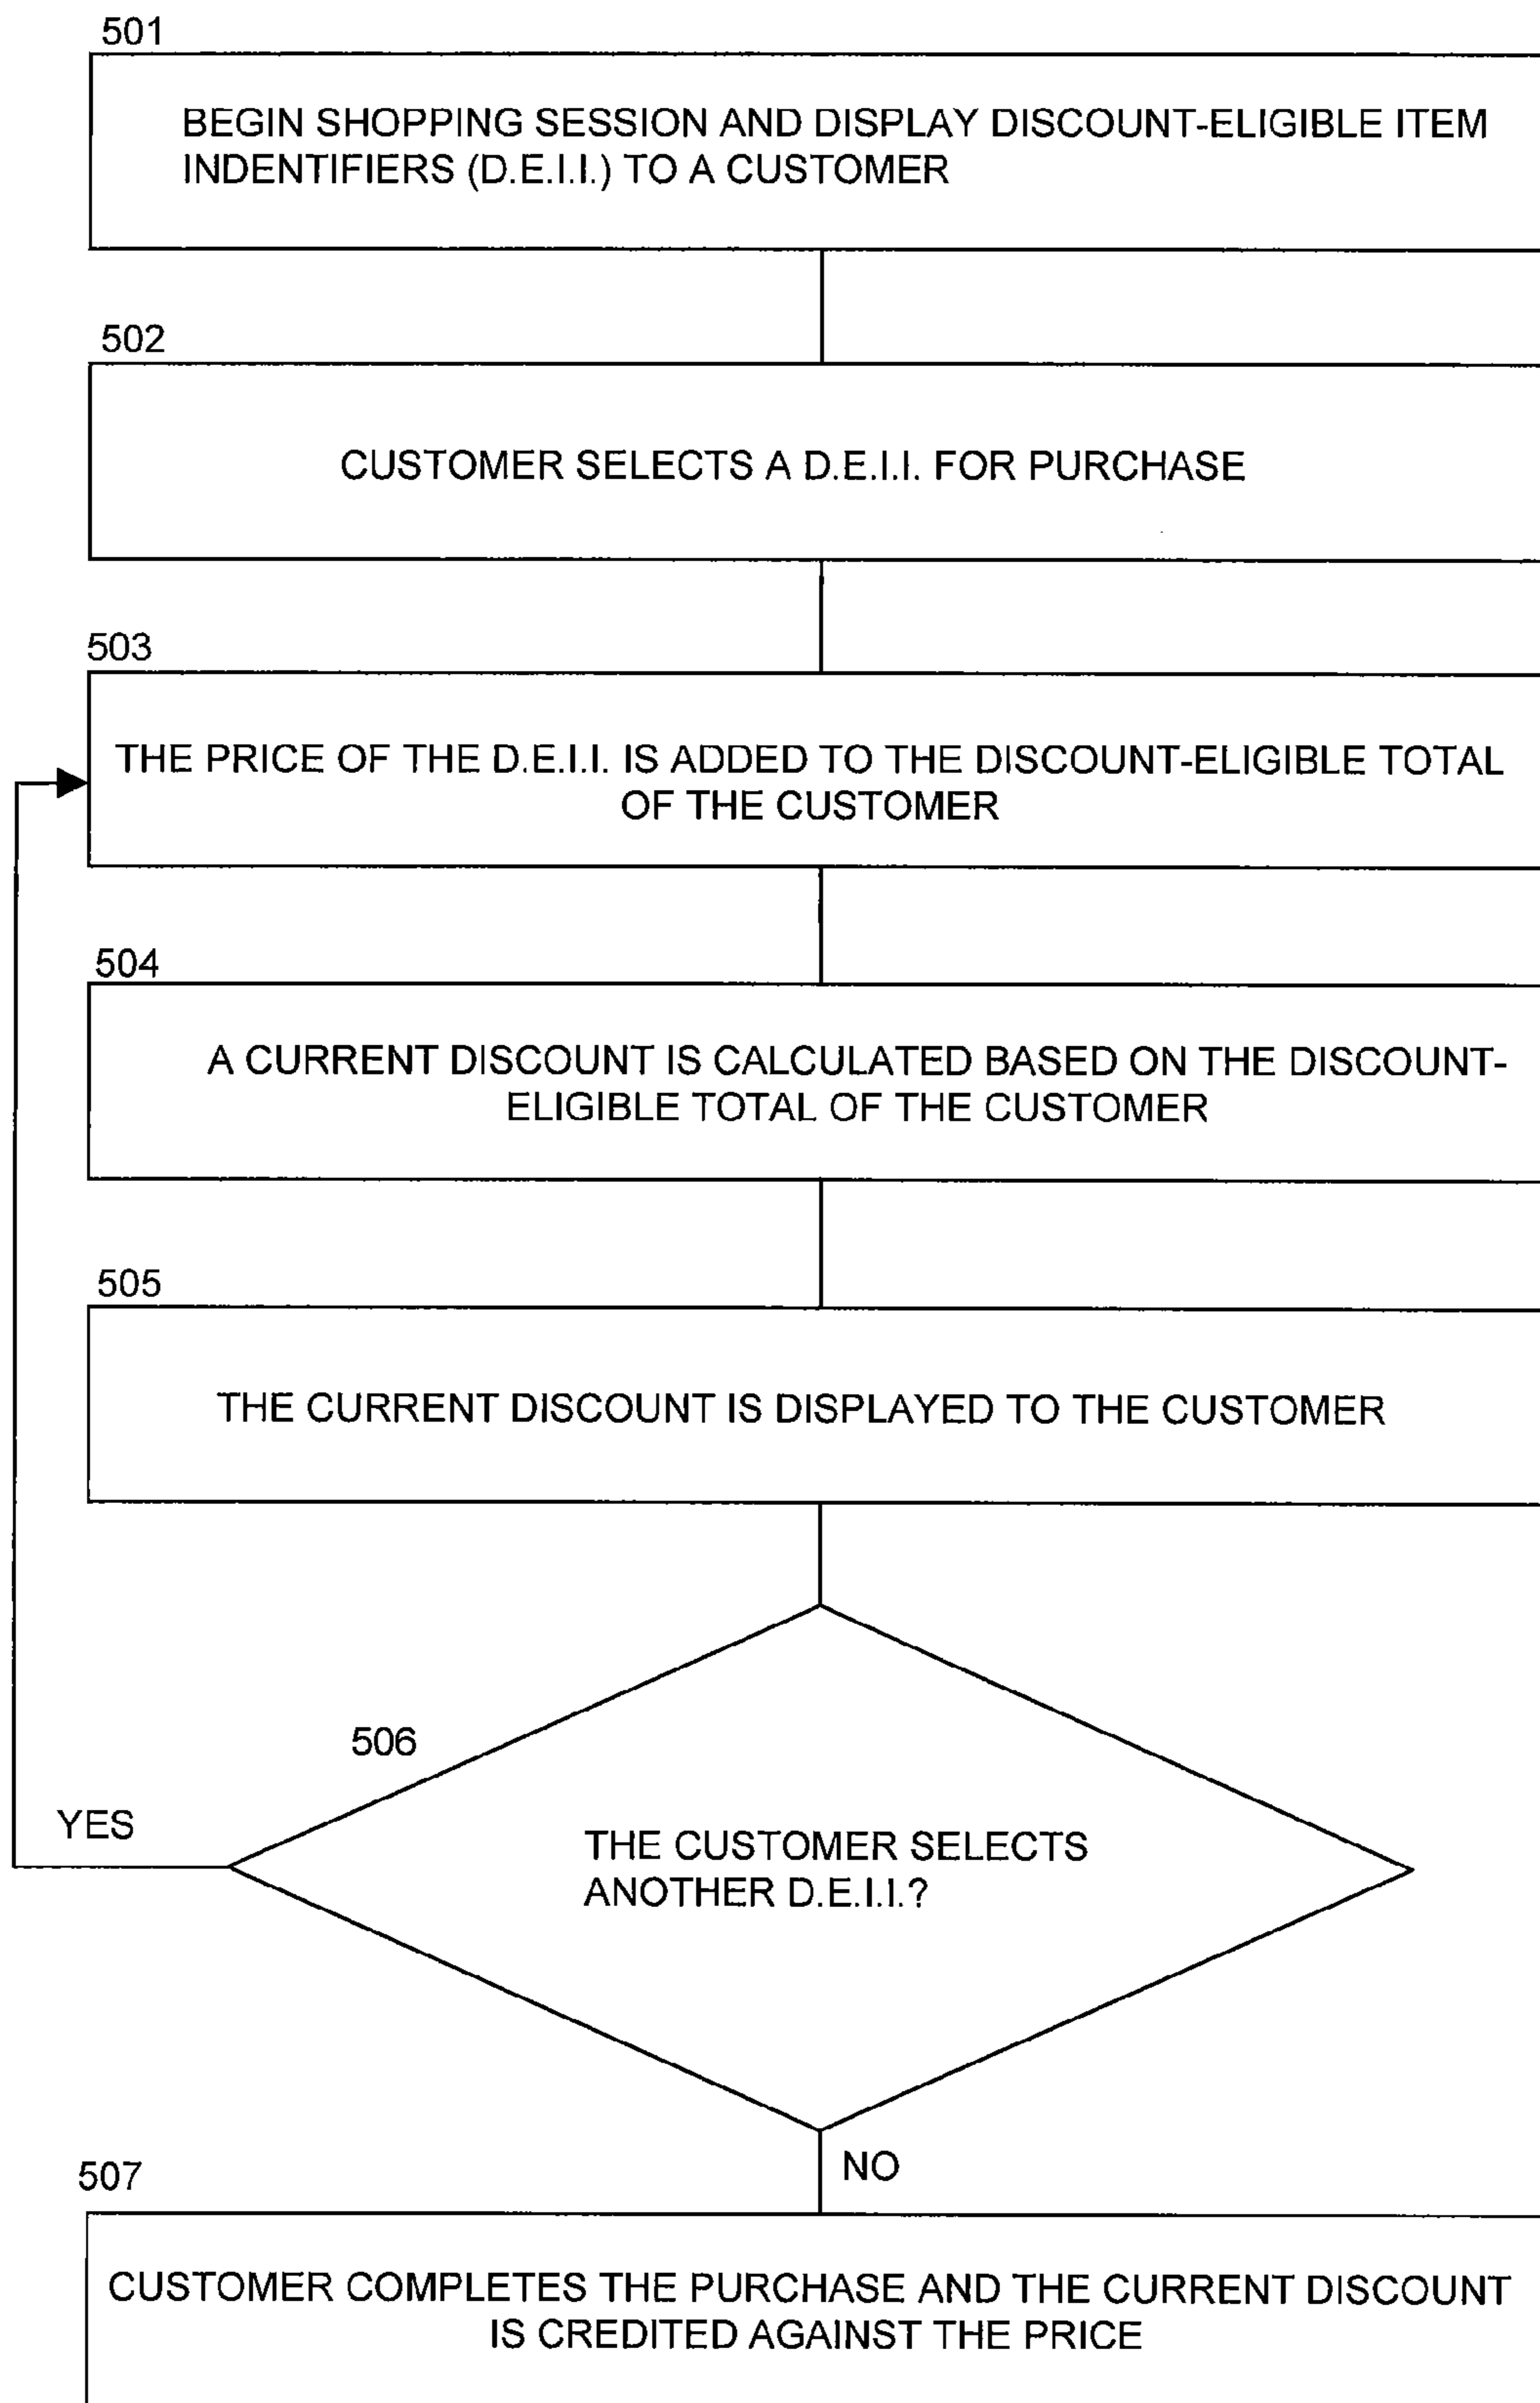 501
BEGIN SHOPPING SESSION AND DISPLAY DISCOUNT-ELIGIBLE ITEM
INDENTIFIERS (D.E.I.I.) TO A CUSTOMER
502
CUSTOMER SELECTS A D.E.I.I. FOR PURCHASE
503
THE PRICE OF THE D.E.I.I. IS ADDED TO THE DISCOUNT-ELIGIBLE TOTAL
OF THE CUSTOMER
504
A CURRENT DISCOUNT IS CALCULATED BASED ON THE DISCOUNT-
ELIGIBLE TOTAL OF THE CUSTOMER
505
THE CURRENT DISCOUNT IS DISPLAYED TO THE CUSTOMER
506
YES
THE CUSTOMER SELECTS
ANOTHER D.E.I.I.?
NO
507
CUSTOMER COMPLETES THE PURCHASE AND THE CURRENT DISCOUNT
IS CREDITED AGAINST THE PRICE